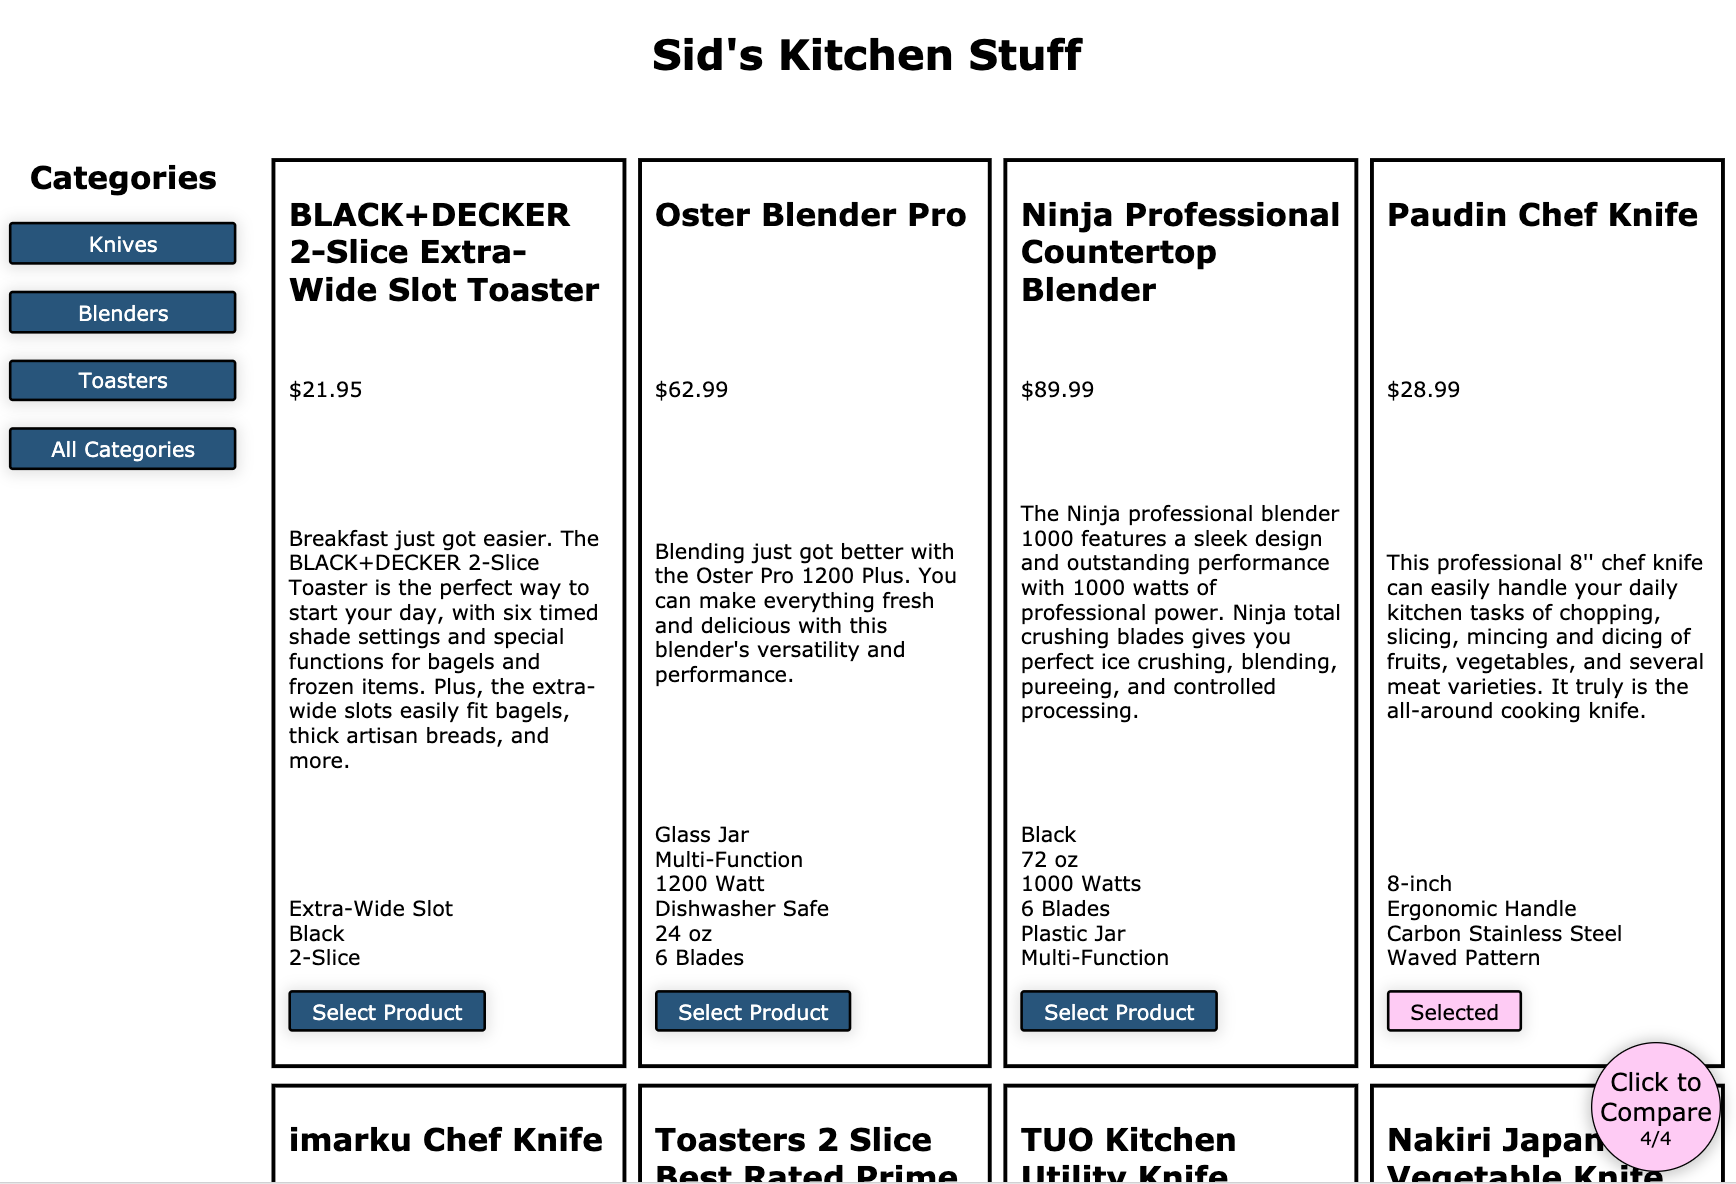 Sid's Kitchen Stuff
Categories
Knives
Blenders
Toasters
All Categories
BLACK+DECKER
2-Slice Extra-
Wide Slot Toaster
$21.95
Breakfast just got easier. The
BLACK+DECKER 2-Slice
Toaster is the perfect way to
start your day, with six timed
shade settings and special
functions for bagels and
frozen items. Plus, the extra-
wide slots easily fit bagels,
thick artisan breads, and
more.
Extra-Wide Slot
Black
2-Slice
Select Product
Oster Blender Pro
$62.99
Blending just got better with
the Oster Pro 1200 Plus. You
can make everything fresh
and delicious with this
blender's versatility and
performance.
Glass Jar
Multi-Function
1200 Watt
Dishwasher Safe
24 oz
6 Blades
Select Product
Ninja Professional
Countertop
Blender
$89.99
The Ninja professional blender
1000 features a sleek design
and outstanding performance
with 1000 watts of
professional power. Ninja total
crushing blades gives you
perfect ice crushing, blending,
pureeing, and controlled
processing.
Black
72 oz
1000 Watts
6 Blades
Plastic Jar
Multi-Function
Select Product
Paudin Chef Knife
$28.99
This professional 8'' chef knife
can easily handle your daily
kitchen tasks of chopping,
slicing, mincing and dicing of
fruits, vegetables, and several
meat varieties. It truly is the
all-around cooking knife.
8-inch
Ergonomic Handle
Carbon Stainless Steel
Waved Pattern
Selected
imarku Chef Knife
Toasters 2 Slice
Best Rated Prime
TUO Kitchen
Utility Knife
Nakiri Japan
Vegetable Knife
Click to
Compare
4/4